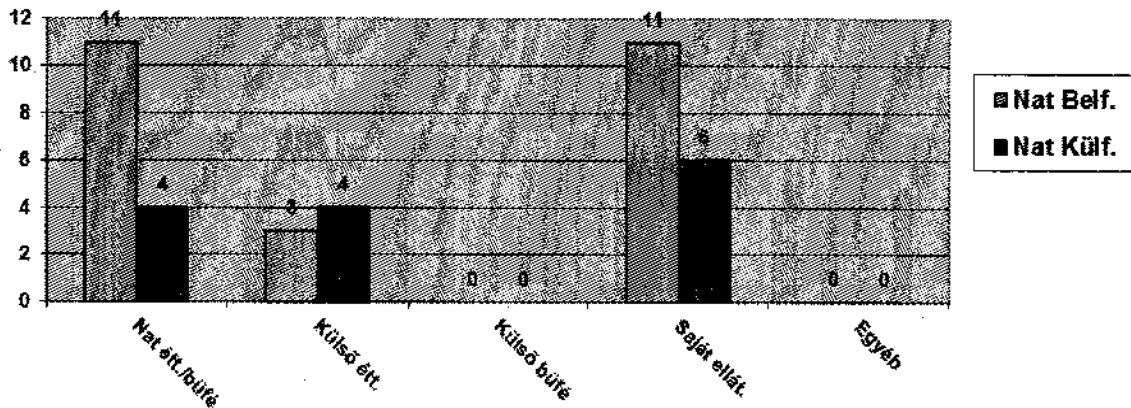 12
10
8
6
4
2
0
11
4
3
4
0
0
11
6
0
0
Nat étt./büfé
Külső étt.
Külső büfé
Saját ellát.
Egyéb
Nat Belf.
Nat Külf.